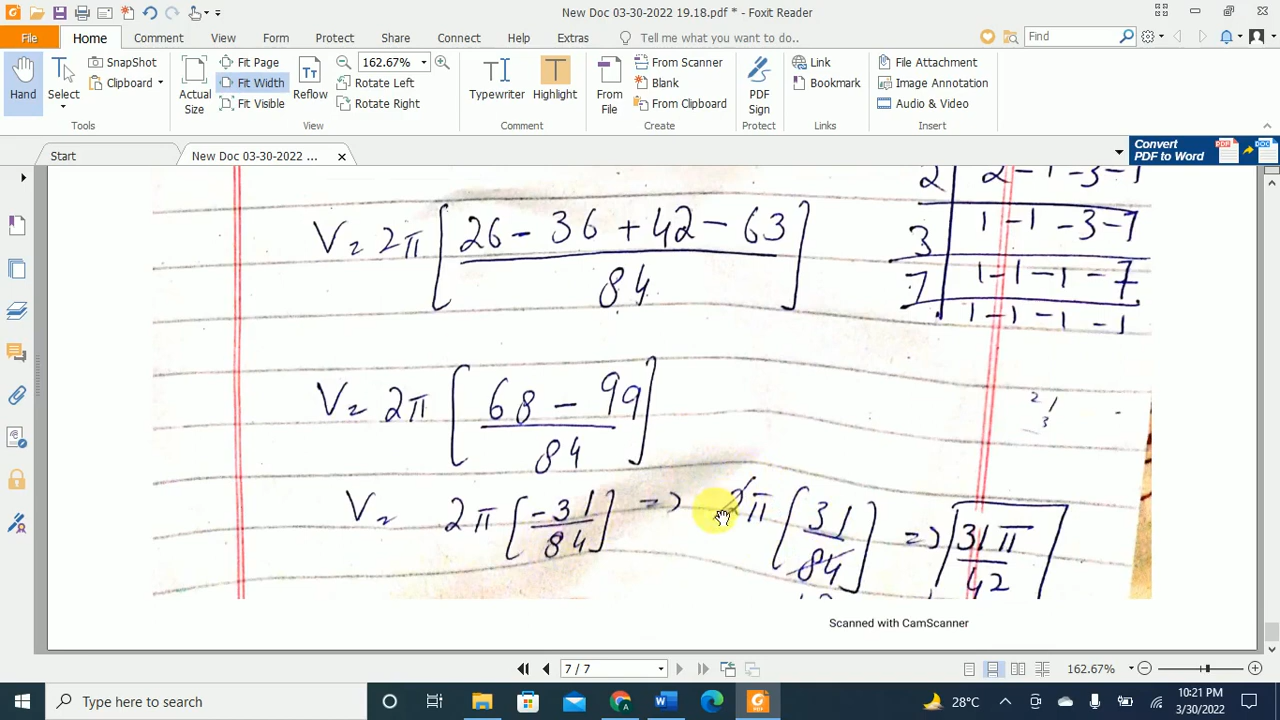 New Doc 03-30-2022 19.18.pdf * - Foxit Reader
File Home Comment View Form Protect Share Connect Help Extras Tell me what you want to do.. Find
Hand Select SnapShot Clipboard Actual Size Fit Page Fit Width Fit Visible Reflow 162.67% Rotate Left Rotate Right Typewriter Highlight From File From Scanner Blank From Clipboard PDF Sign Link Bookmark File Attachment Image Annotation Audio & Video
Tools View Comment Create Protect Links Insert
Start New Doc 03-30-2022 ... Convert PDF to Word
2 | 2-1-3-1
V= 2π [26 - 36 + 42 - 63 / 84]
3 | 1-1-3-7
7 | 1-1-1-7
1-1-1-1
V= 2π [68 - 99 / 84]
V= 2π [-31/84] => 2π [31/84] => 31π/42
Scanned with CamScanner
7 / 7 162.67%
Type here to search 28°C 10:21 PM
3/30/2022